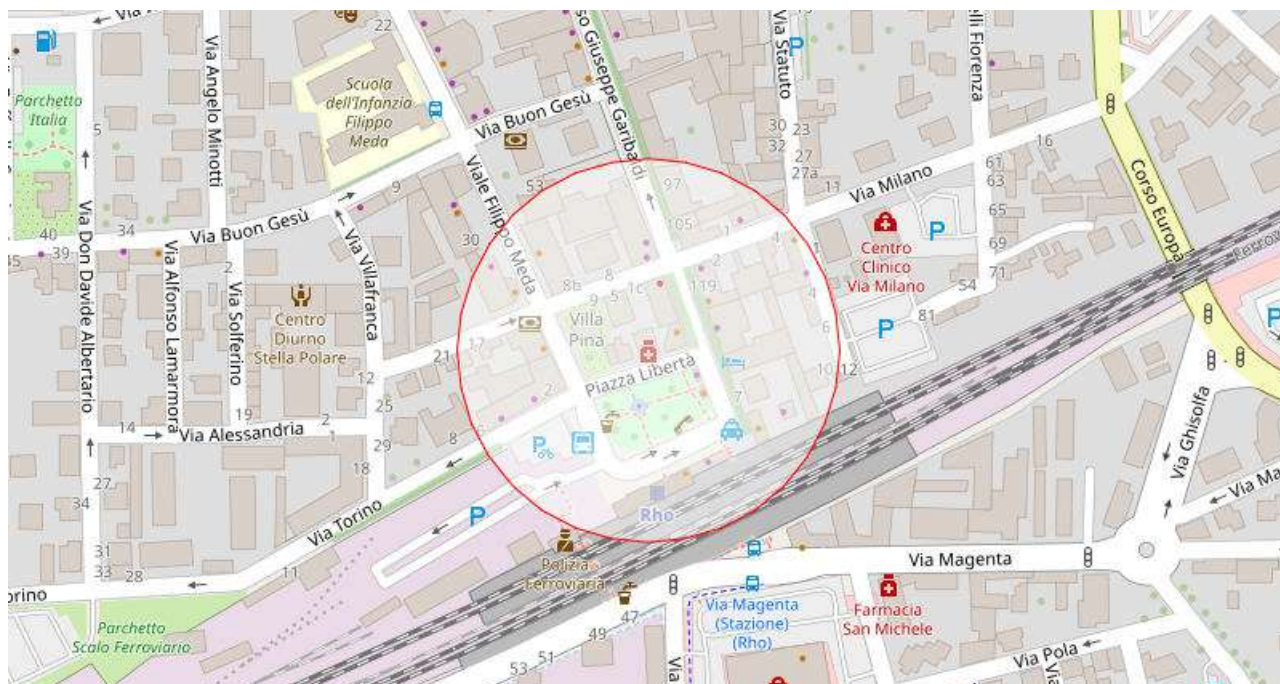 Via A
22
so Giuseppe Garibaldi
Via Statuto
elli Fiorenza
Via Angelo Minotti
Scuola
dell'Infanzia
Filippo
Meda
Parchetto
Italia
5
Via Buon Gesù
30
32
23
27
27a
16
61
63
65
69
71
Via Milano
11
Corso Europa
Ferrov
53
97
105
9
Viale Filippo Meda
30
Via Buon Gesù
40
39
45
34
Via Don Davide Albertario
Via Alfonso Lamarmora
2
Via Solferino
19
Via Villafranca
Centro
Diurno
Stella Polare
Centro
Clinico
Via Milano
1
4
2
1
4
6
10
12
119
8
8b
9
5
1c
Villa
Pina
17
21
54
81
Piazza Libertà
2
7
12
25
29
18
8
14
Via Alessandria
2
1
27
34
31
33
28
11
Via Torino
orino
P
P
P
P
P
P
Rho
Polizia
Ferroviaria
47
49
51
53
Via Magenta
Via Magenta
(Stazione)
(Rho)
Farmacia
San Michele
Via Ghisolfa
Via Ma
Via Pola
Via
Via
Parchetto
Scalo Ferroviario